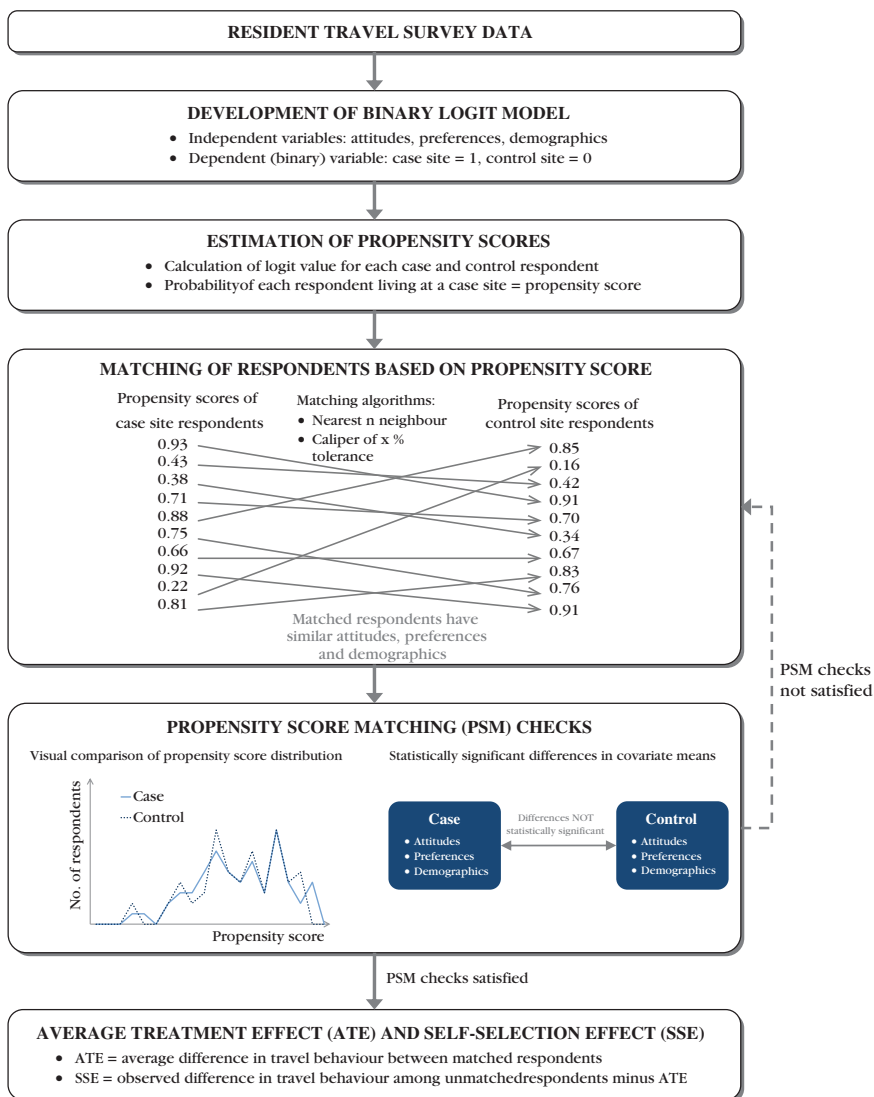 RESIDENT TRAVEL SURVEY DATA
DEVELOPMENT OF BINARY LOGIT MODEL
• Independent variables: attitudes, preferences, demographics
• Dependent (binary) variable: case site = 1, control site = 0
ESTIMATION OF PROPENSITY SCORES
• Calculation of logit value for each case and control respondent
• Probabilityof each respondent living at a case site = propensity score
MATCHING OF RESPONDENTS BASED ON PROPENSITY SCORE
Propensity scores of
case site respondents
0.93
0.43
0.38
0.71
0.88
0.75
0.66
0.92
0.22
0.81
Matching algorithms:
• Nearest n neighbour
• Caliper of x %
tolerance
Propensity scores of
control site respondents
0.85
0.16
0.42
0.91
0.70
0.34
0.67
0.83
0.76
0.91
Matched respondents have
similar attitudes, preferences
and demographics
PSM checks
not satisfied
PROPENSITY SCORE MATCHING (PSM) CHECKS
Visual comparison of propensity score distribution
No. of respondents
Case
Control
Propensity score
Statistically significant differences in covariate means
Case
• Attitudes
• Preferences
• Demographics
Differences NOT
statistically significant
Control
• Attitudes
• Preferences
• Demographics
PSM checks satisfied
AVERAGE TREATMENT EFFECT (ATE) AND SELF-SELECTION EFFECT (SSE)
• ATE = average difference in travel behaviour between matched respondents
• SSE = observed difference in travel behaviour among unmatchedrespondents minus ATE